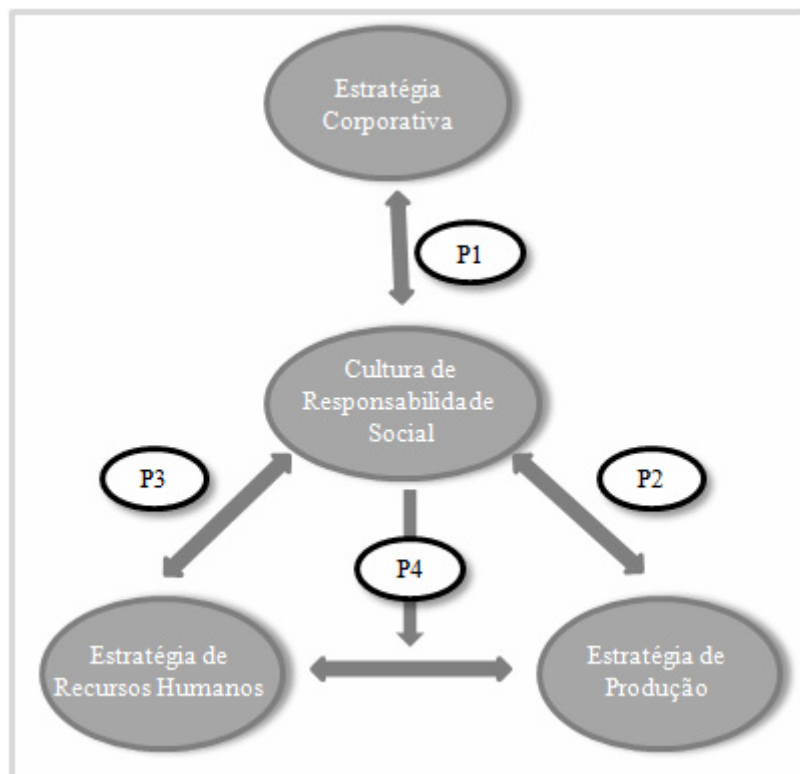 Estratégia
Corporativa
P1
Cultura de
Responsabilidade
Social
P3
P2
P4
Estratégia de
Recursos Humanos
Estratégia de
Produção